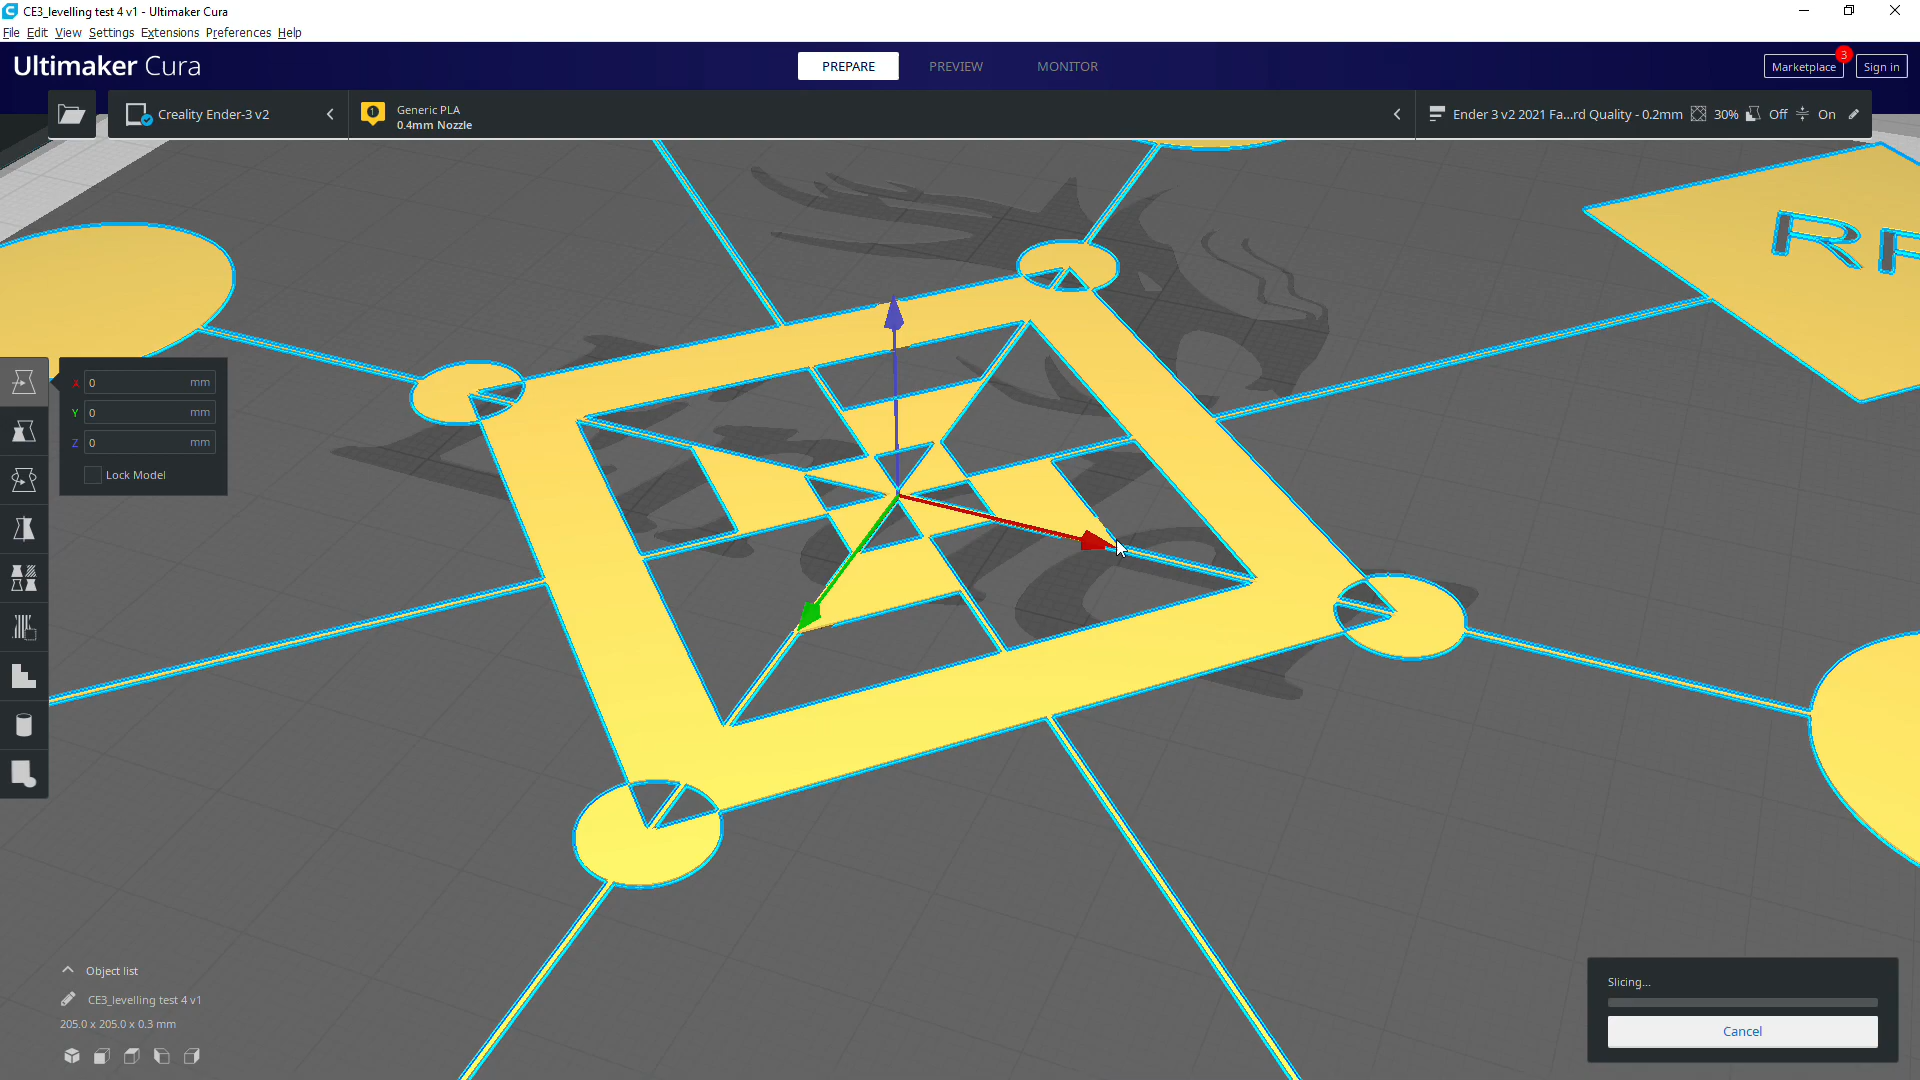 CE3_levelling test 4 v1 - Ultimaker Cura
File Edit View Settings Extensions Preferences Help
Ultimaker Cura
PREPARE
PREVIEW
MONITOR
Marketplace
3
Sign in
Creality Ender-3 v2
1
Generic PLA
0.4mm Nozzle
Ender 3 v2 2021 Fa...rd Quality - 0.2mm
30%
Off
On
X 0 mm
Y 0 mm
Z 0 mm
Lock Model
Object list
CE3_levelling test 4 v1
205.0 x 205.0 x 0.3 mm
Slicing...
Cancel